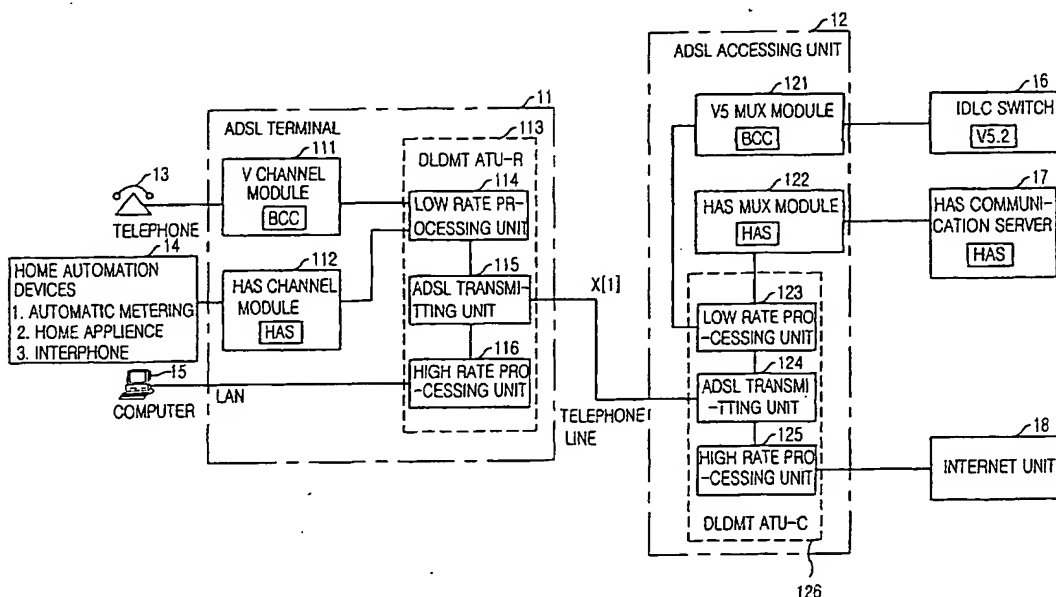 12
ADSL ACCESSING UNIT
121
V5 MUX MODULE
BCC
16
IDLC SWITCH
V5.2
11
ADSL TERMINAL
113
111
V CHANNEL
MODULE
BCC
DLDMT ATU-R
114
LOW RATE PR-
OCESSING UNIT
13
TELEPHONE
122
HAS MUX MODULE
HAS
17
HAS COMMUNI-
CATION SERVER
HAS
14
HOME AUTOMATION
DEVICES
1. AUTOMATIC METERING
2. HOME APPLIENCE
3. INTERPHONE
112
HAS CHANNEL
MODULE
HAS
115
ADSL TRANSMI-
TTING UNIT
X[1]
123
LOW RATE PRO
-CESSING UNIT
116
HIGH RATE PRO
-CESSING UNIT
15
COMPUTER
LAN
TELEPHONE
LINE
124
ADSL TRANSMI
-TTING UNIT
125
HIGH RATE PRO
-CESSING UNIT
18
INTERNET UNIT
DLDMT ATU-C
126